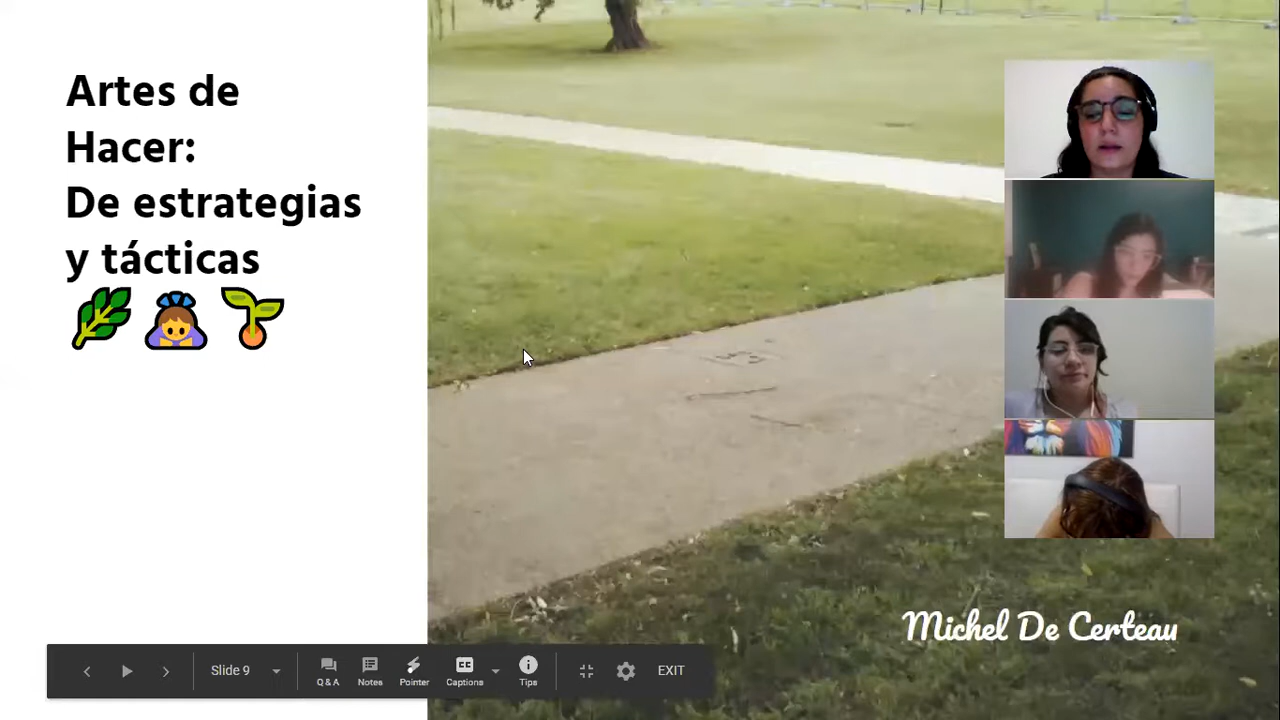 Artes de
Hacer:
De estrategias
y tácticas
Michel De Certeau
Slide 9
Q & A
Notes
Pointer
Captions
Tips
EXIT